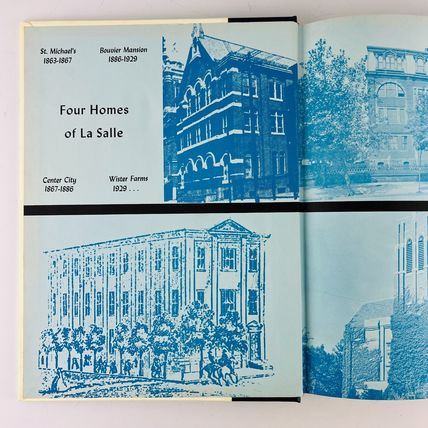 St. Michael's
1863-1867
Bouvier Mansion
1886-1929
Four Homes
of La Salle
Center City
1867-1886
Wister Farms
1929 . . .